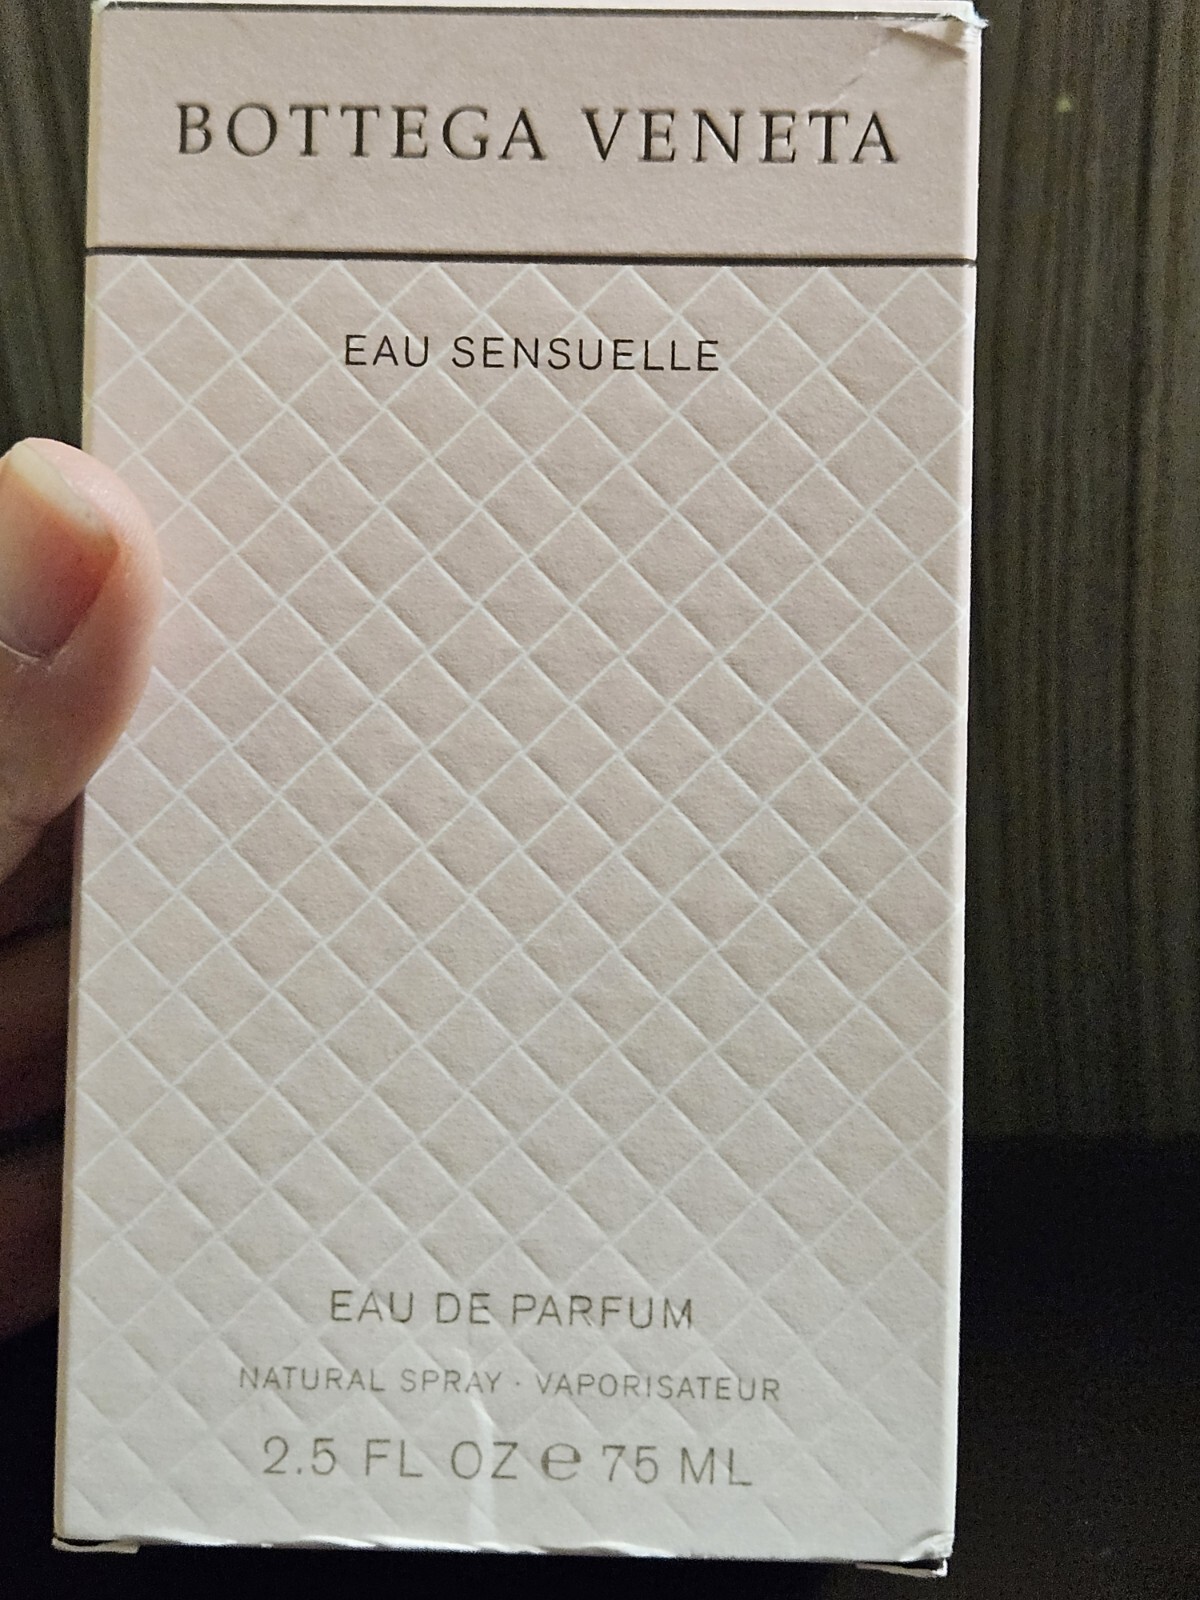 BOTTEGA VENETA
EAU SENSUELLE
EAU DE PARFUM
NATURAL SPRAY · VAPORISATEUR
2.5 FL OZ ℮ 75 ML